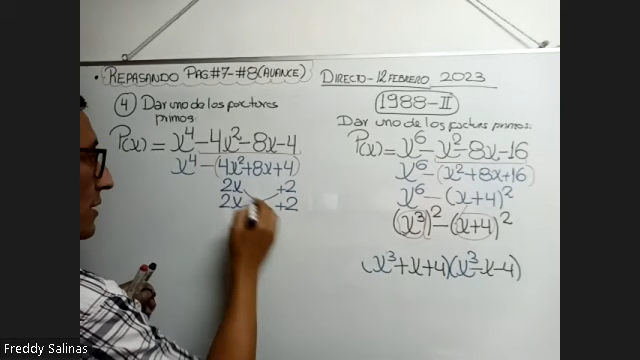 • REPASANDO PAG#7-#8(AVANCE)
DIRECTO-12 FEBRERO 2023
④ Dar uno de los factores
primos:
P(x) = x⁴-4x²-8x-4
x⁴-(4x²+8x+4)
2x +2
2x +2
1988-II
Dar uno de los factores primos:
P(x)= x⁶-x²-8x-16
x⁶-(x²+8x+16)
x⁶-(x+4)²
(x³)²-(x+4)²
(x³+x+4)(x³-x-4)
Freddy Salinas